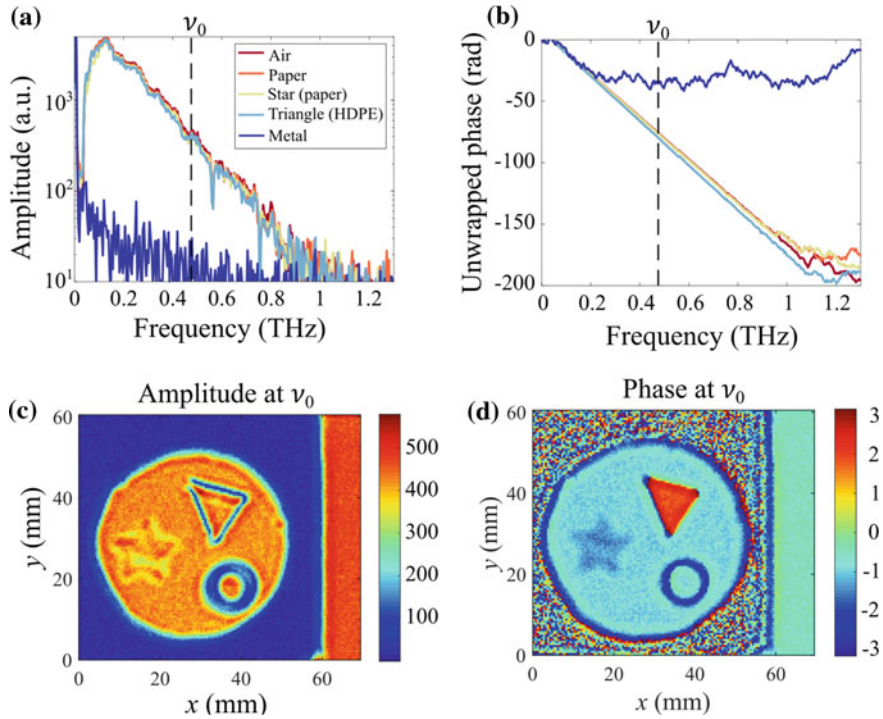 (a)
ν₀
Amplitude (a.u.)
10³
10²
10¹
0
0.2
0.4
0.6
0.8
1
1.2
Frequency (THz)
Air
Paper
Star (paper)
Triangle (HDPE)
Metal
(b)
ν₀
Unwrapped phase (rad)
0
-50
-100
-150
-200
0
0.2
0.4
0.6
0.8
1
1.2
Frequency (THz)
(c)
Amplitude at ν₀
y (mm)
60
40
20
0
0
20
40
60
x (mm)
500
400
300
200
100
(d)
Phase at ν₀
y (mm)
60
40
20
0
0
20
40
60
x (mm)
3
2
1
0
-1
-2
-3